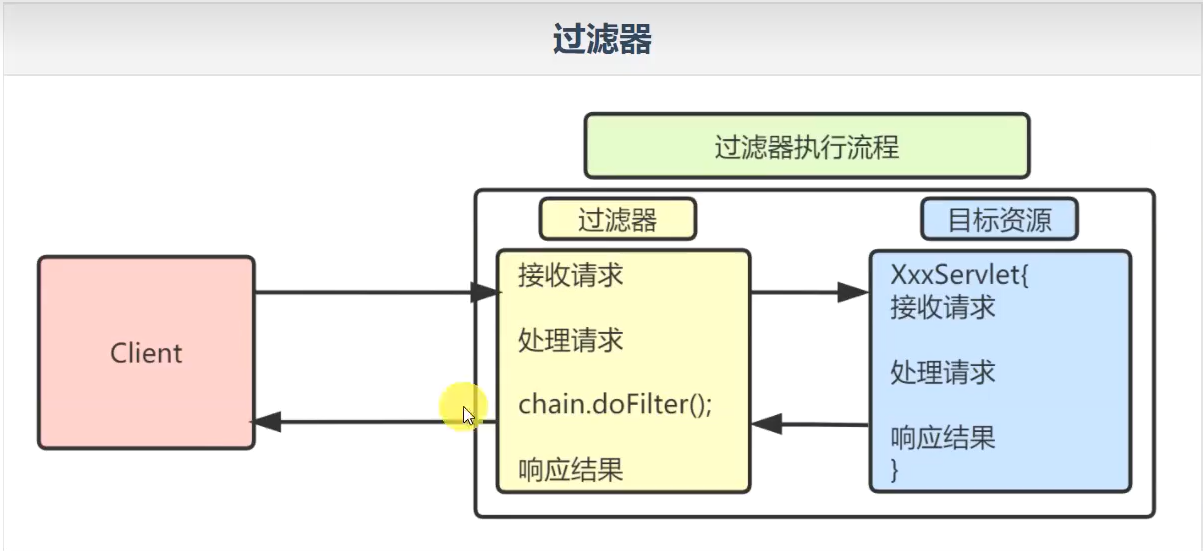 过滤器
过滤器执行流程
过滤器
目标资源
Client
接收请求
处理请求
chain.doFilter();
响应结果
XxxServlet{
接收请求
处理请求
响应结果
}